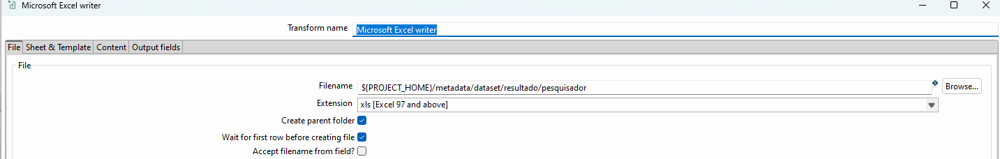 Microsoft Excel writer
Transform name Microsoft Excel writer
File Sheet & Template Content Output fields
File
Filename ${PROJECT_HOME}/metadata/dataset/resultado/pesquisador Browse...
Extension xls [Excel 97 and above]
Create parent folder
Wait for first row before creating file
Accept filename from field?